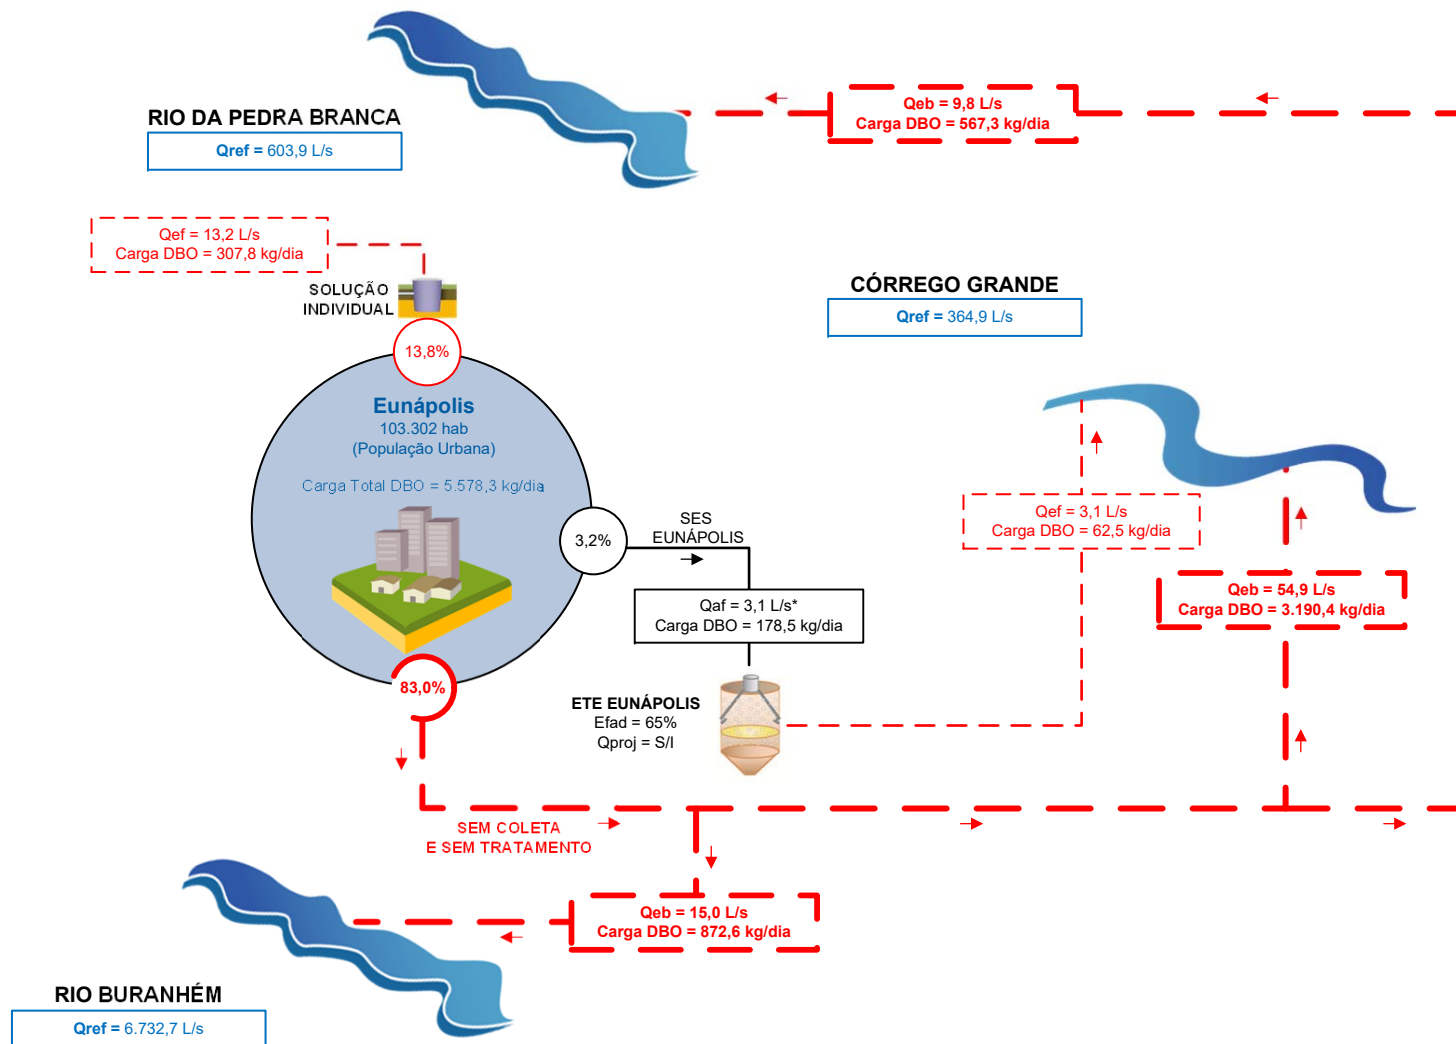 RIO DA PEDRA BRANCA
Qref = 603,9 L/s
Qeb = 9,8 L/s
Carga DBO = 567,3 kg/dia
Qef = 13,2 L/s
Carga DBO = 307,8 kg/dia
SOLUÇÃO
INDIVIDUAL
13,8%
CÓRREGO GRANDE
Qref = 364,9 L/s
Eunápolis
103.302 hab
(População Urbana)
Carga Total DBO = 5.578,3 kg/dia
3,2%
SES
EUNÁPOLIS
Qaf = 3,1 L/s*
Carga DBO = 178,5 kg/dia
Qef = 3,1 L/s
Carga DBO = 62,5 kg/dia
Qeb = 54,9 L/s
Carga DBO = 3.190,4 kg/dia
83,0%
ETE EUNÁPOLIS
Efad = 65%
Qproj = S/I
SEM COLETA
E SEM TRATAMENTO
Qeb = 15,0 L/s
Carga DBO = 872,6 kg/dia
RIO BURANHÉM
Qref = 6.732,7 L/s